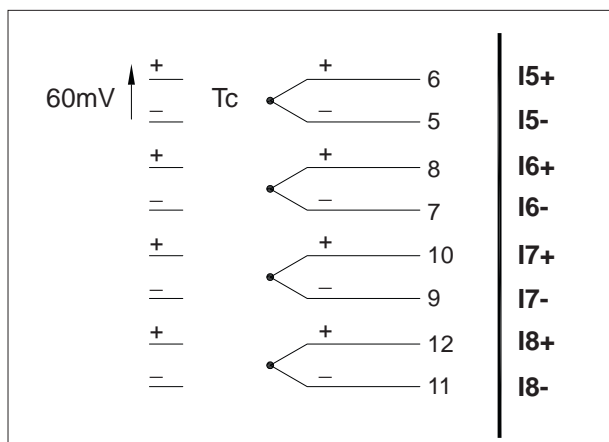 + + 6 I5+
60mV Tc
− − 5 I5-
+ + 8 I6+
− − 7 I6-
+ + 10 I7+
− − 9 I7-
+ + 12 I8+
− − 11 I8-